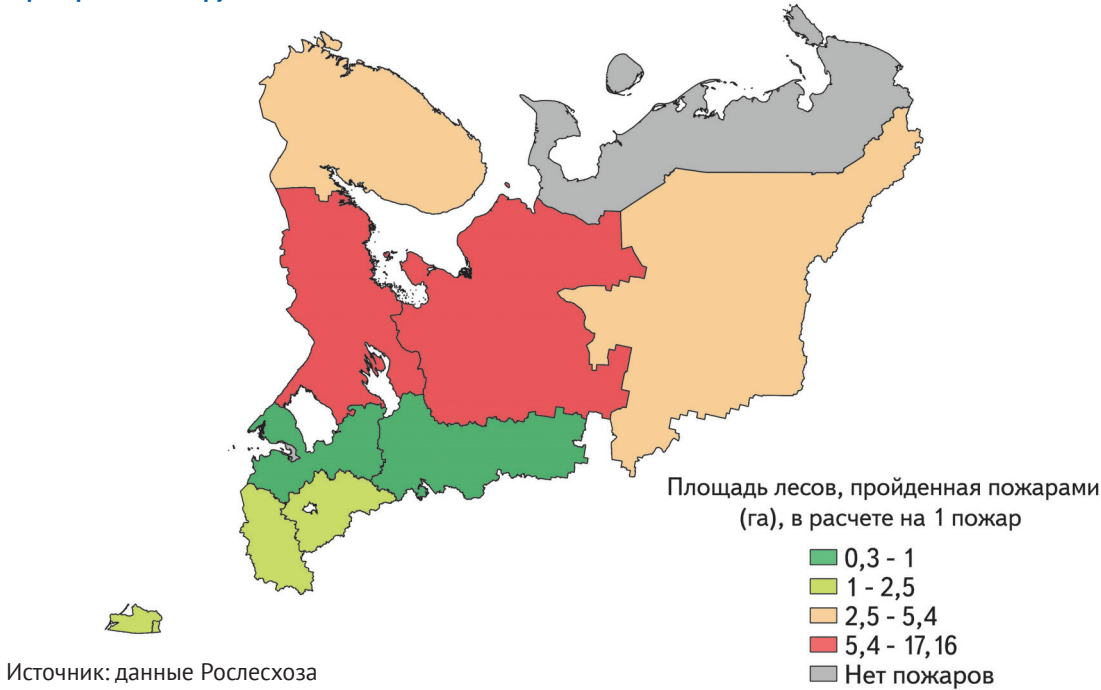 Площадь лесов, пройденная пожарами
(га), в расчете на 1 пожар
0,3 - 1
1 - 2,5
2,5 - 5,4
5,4 - 17,16
Нет пожаров
Источник: данные Рослесхоза